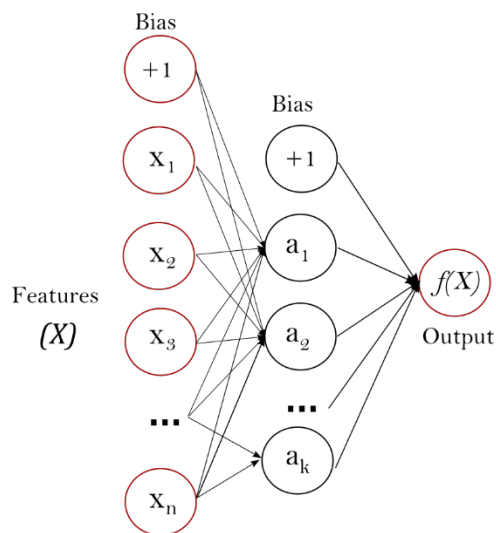 Bias
+1
x1
x2
Features
(X)
x3
...
xn
Bias
+1
a1
a2
...
ak
f(X)
Output